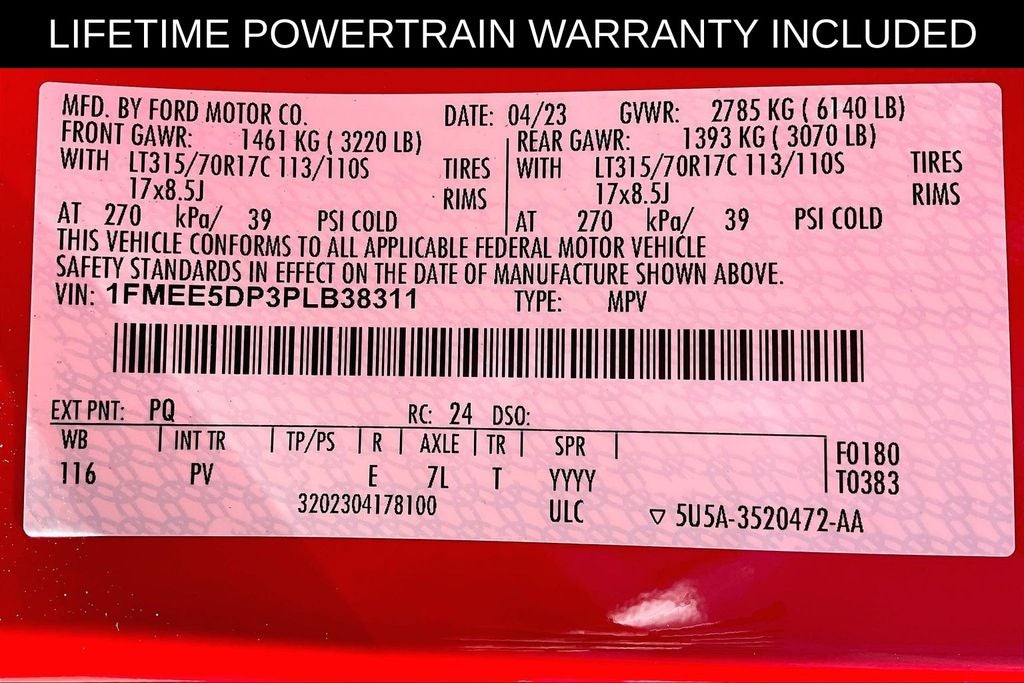 LIFETIME POWERTRAIN WARRANTY INCLUDED
MFD. BY FORD MOTOR CO. DATE: 04/23 GVWR: 2785 KG ( 6140 LB)
FRONT GAWR: 1461 KG ( 3220 LB) REAR GAWR: 1393 KG ( 3070 LB)
WITH LT315/70R17C 113/110S TIRES WITH LT315/70R17C 113/110S TIRES
17x8.5J RIMS 17x8.5J RIMS
AT 270 kPa/ 39 PSI COLD AT 270 kPa/ 39 PSI COLD
THIS VEHICLE CONFORMS TO ALL APPLICABLE FEDERAL MOTOR VEHICLE
SAFETY STANDARDS IN EFFECT ON THE DATE OF MANUFACTURE SHOWN ABOVE.
VIN: 1FMEE5DP3PLB38311 TYPE: MPV
EXT PNT: PQ RC: 24 DSO:
WB INT TR TP/PS R AXLE TR SPR F0180
116 PV E 7L T YYYY T0383
3202304178100 ULC ▽ 5U5A-3520472-AA